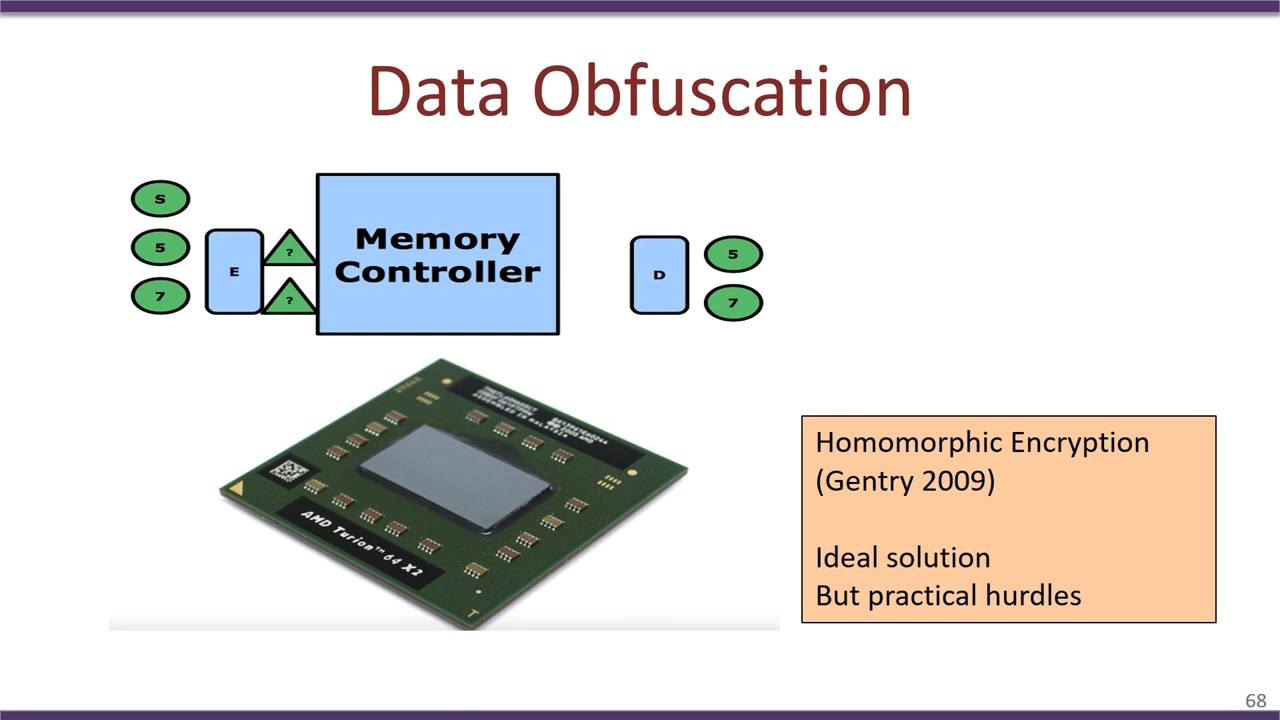 Data Obfuscation
S
5
7
E
?
?
Memory
Controller
D
5
7
AMD Turion™ 64 X2
Homomorphic Encryption
(Gentry 2009)
Ideal solution
But practical hurdles
68